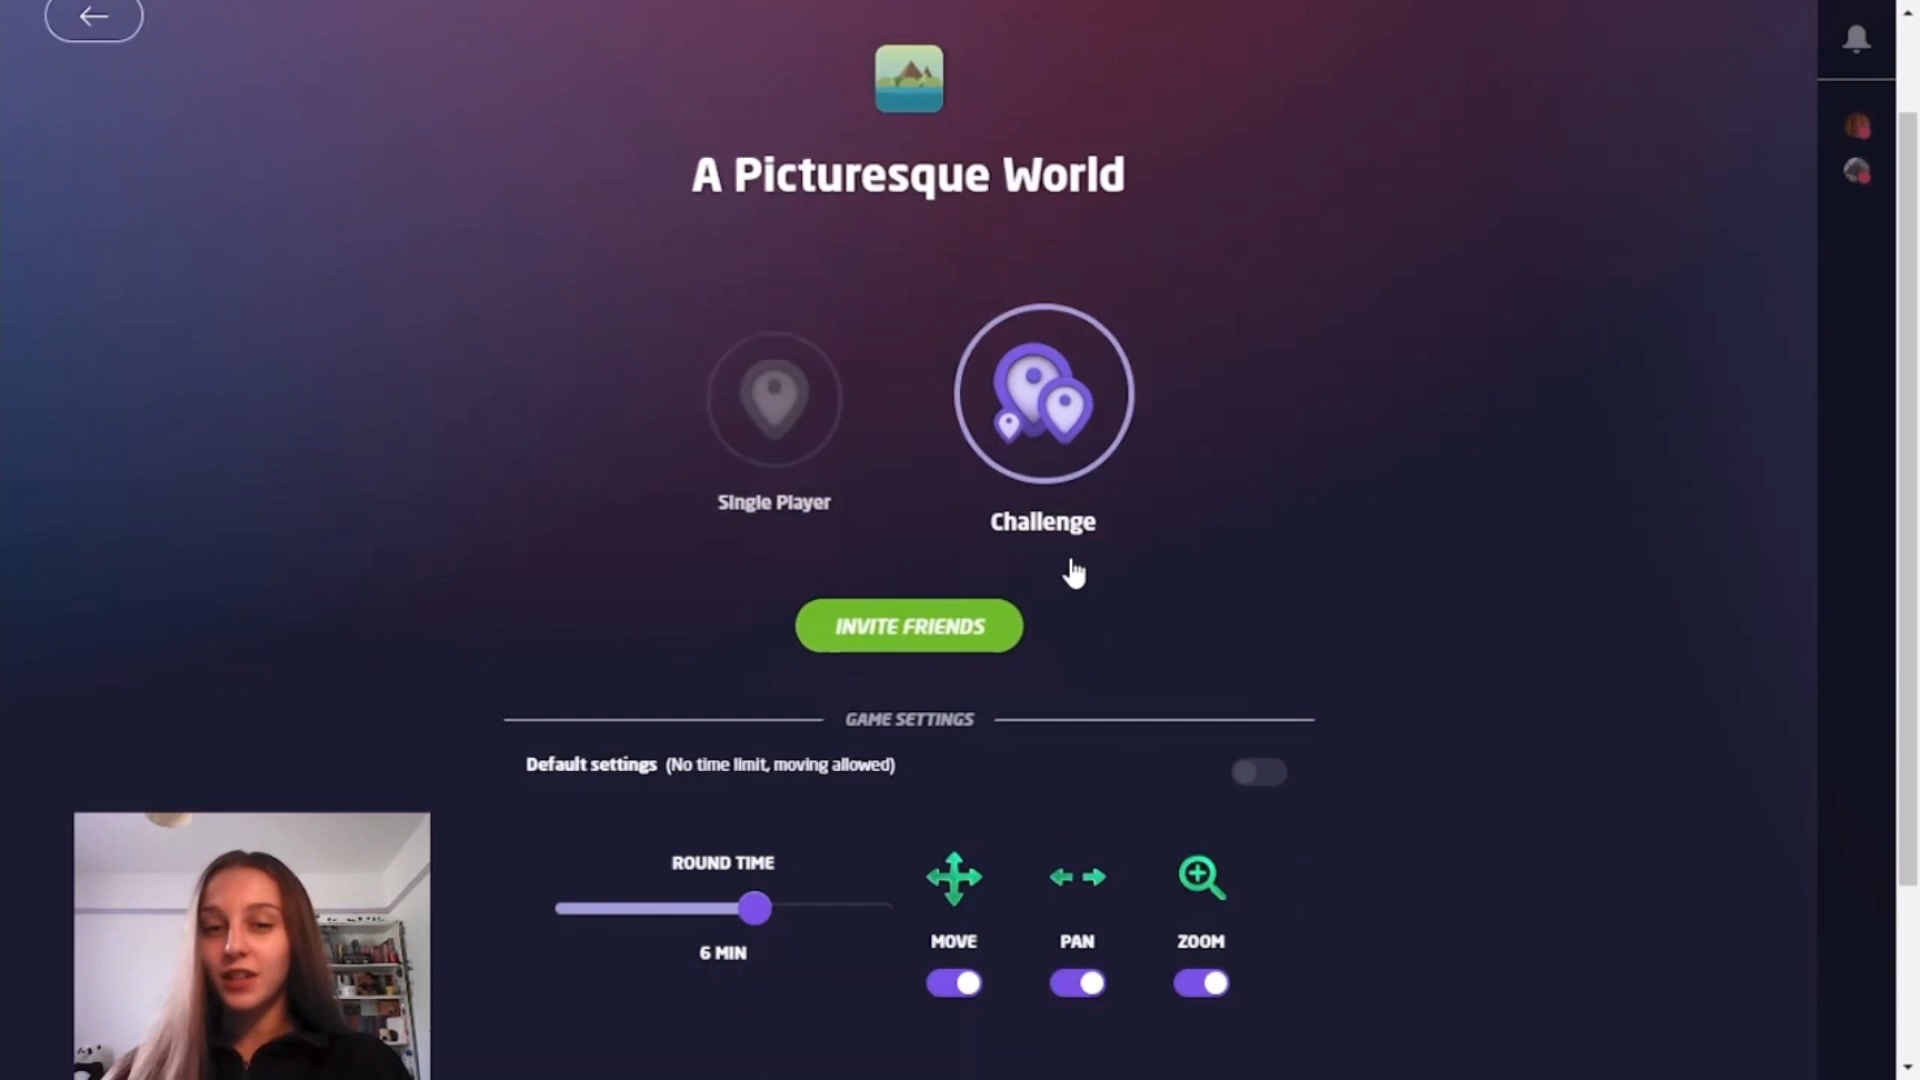 A Picturesque World
Single Player
Challenge
INVITE FRIENDS
GAME SETTINGS
Default settings (No time limit, moving allowed)
ROUND TIME
6 MIN
MOVE
PAN
ZOOM